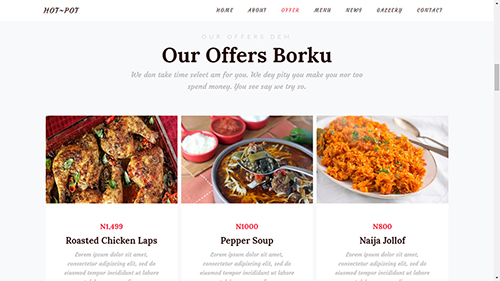 HOT~POT
HOME ABOUT OFFER MENU NEWS GALLERY CONTACT
OUR OFFERS DEM
Our Offers Borku
We don take time select am for you. We dey pity you make you nor too
spend money. You see say we try so.
N1,499
Roasted Chicken Laps
Lorem ipsum dolor sit amet,
consectetur adipiscing elit, sed do
eiusmod tempor incididunt ut labore
N1000
Pepper Soup
Lorem ipsum dolor sit amet,
consectetur adipiscing elit, sed do
eiusmod tempor incididunt ut labore
N800
Naija Jollof
Lorem ipsum dolor sit amet,
consectetur adipiscing elit, sed do
eiusmod tempor incididunt ut labore